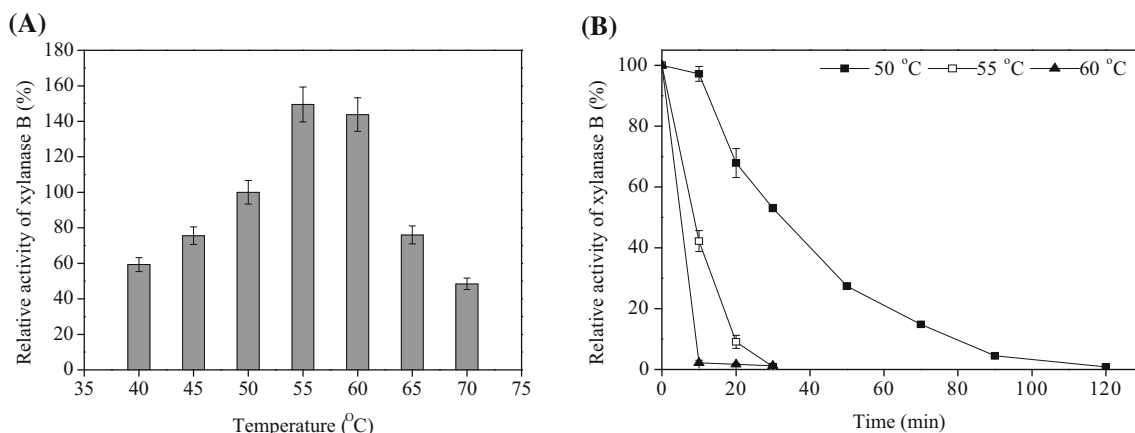 (A)
180
160
140
120
100
80
60
40
20
0
35 40 45 50 55 60 65 70 75
Relative activity of xylanase B (%)
Temperature (°C)
(B)
50 °C 55 °C 60 °C
100
80
60
40
20
0
0 20 40 60 80 100 120
Relative activity of xylanase B (%)
Time (min)